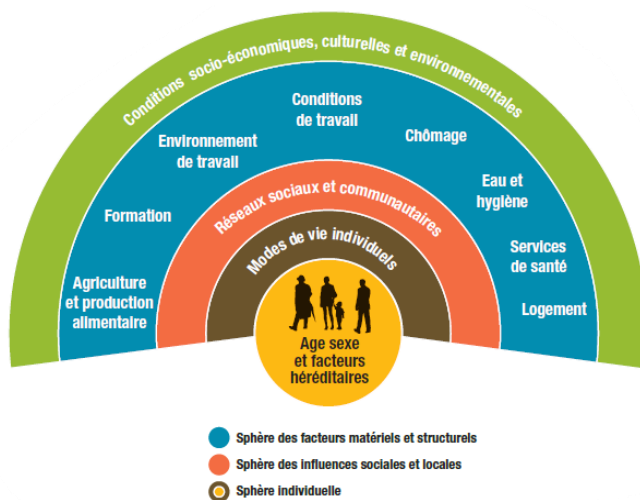 Conditions socio-économiques, culturelles et environnementales
Conditions
de travail
Environnement
de travail
Chômage
Formation
Eau et
hygiène
Agriculture
et production
alimentaire
Services
de santé
Logement
Réseaux sociaux et communautaires
Modes de vie individuels
Age sexe
et facteurs
héréditaires
Sphère des facteurs matériels et structurels
Sphère des influences sociales et locales
Sphère individuelle